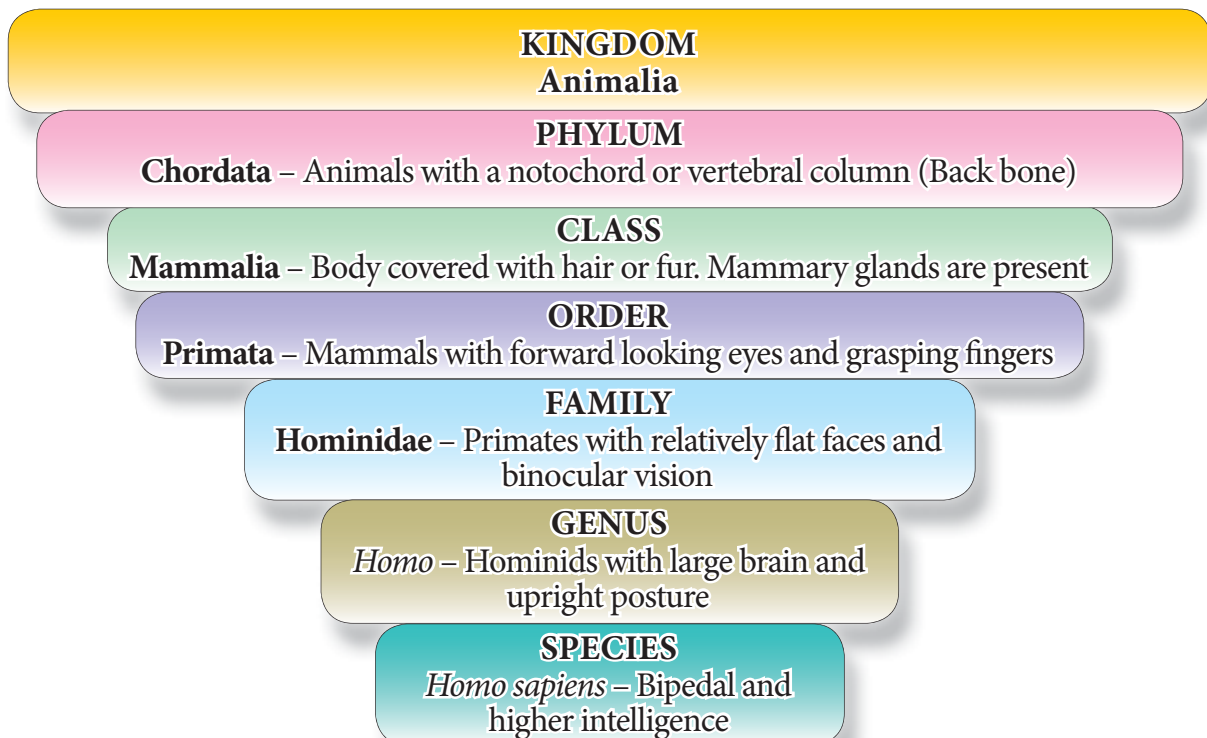 KINGDOM
Animalia
PHYLUM
Chordata – Animals with a notochord or vertebral column (Back bone)
CLASS
Mammalia – Body covered with hair or fur. Mammary glands are present
ORDER
Primata – Mammals with forward looking eyes and grasping fingers
FAMILY
Hominidae – Primates with relatively flat faces and
binocular vision
GENUS
Homo – Hominids with large brain and
upright posture
SPECIES
Homo sapiens – Bipedal and
higher intelligence